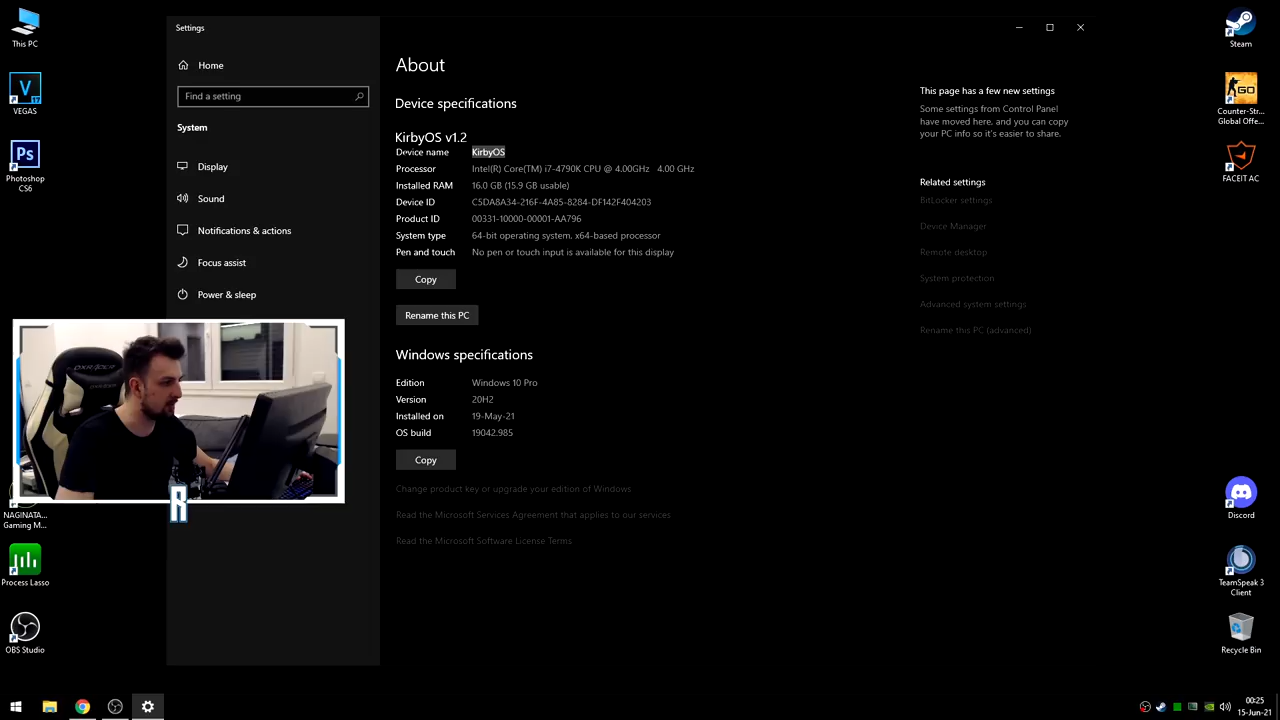 This PC
VEGAS
Photoshop
CS6
NAGINATA...
Gaming M...
Process Lasso
OBS Studio
Settings
Home
Find a setting
System
Display
Sound
Notifications & actions
Focus assist
Power & sleep
About
Device specifications
KirbyOS v1.2
Device name KirbyOS
Processor Intel(R) Core(TM) i7-4790K CPU @ 4.00GHz 4.00 GHz
Installed RAM 16.0 GB (15.9 GB usable)
Device ID C5DA8A34-216F-4A85-8284-DF142F404203
Product ID 00331-10000-00001-AA796
System type 64-bit operating system, x64-based processor
Pen and touch No pen or touch input is available for this display
Copy
Rename this PC
Windows specifications
Edition Windows 10 Pro
Version 20H2
Installed on 19-May-21
OS build 19042.985
Copy
Change product key or upgrade your edition of Windows
Read the Microsoft Services Agreement that applies to our services
Read the Microsoft Software License Terms
This page has a few new settings
Some settings from Control Panel
have moved here, and you can copy
your PC info so it's easier to share.
Related settings
BitLocker settings
Device Manager
Remote desktop
System protection
Advanced system settings
Rename this PC (advanced)
Steam
GO
Counter-Str...
Global Offe...
FACEIT AC
Discord
TeamSpeak 3
Client
Recycle Bin
DXRACER
R
V
17
Ps
00:25
15-Jun-21